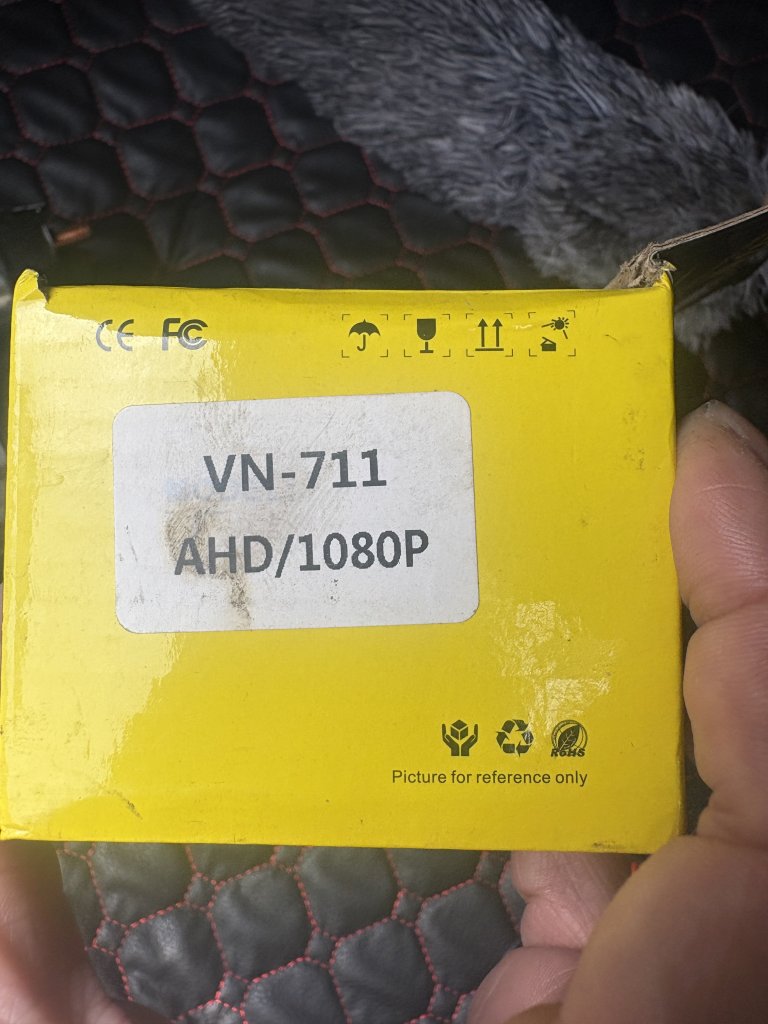 CE FC
VN-711
AHD/1080P
RoHS
Picture for reference only